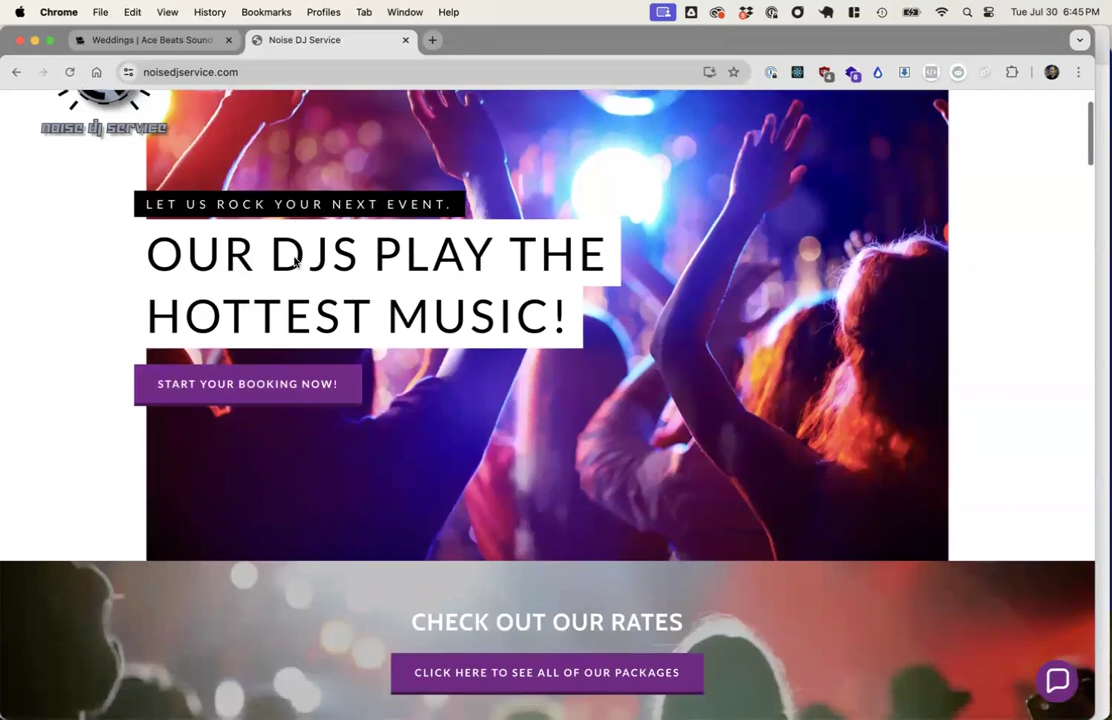 Chrome File Edit View History Bookmarks Profiles Tab Window Help Tue Jul 30 6:45 PM
Weddings | Ace Beats Sound
Noise DJ Service
noisedjservice.com
4
6
noise dj service
LET US ROCK YOUR NEXT EVENT.
OUR DJS PLAY THE
HOTTEST MUSIC!
START YOUR BOOKING NOW!
CHECK OUT OUR RATES
CLICK HERE TO SEE ALL OF OUR PACKAGES